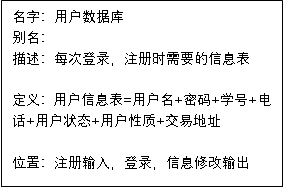 名字：用户数据库
别名：
描述：每次登录，注册时需要的信息表
定义：用户信息表=用户名+密码+学号+电
话+用户状态+用户性质+交易地址
位置：注册输入，登录，信息修改输出